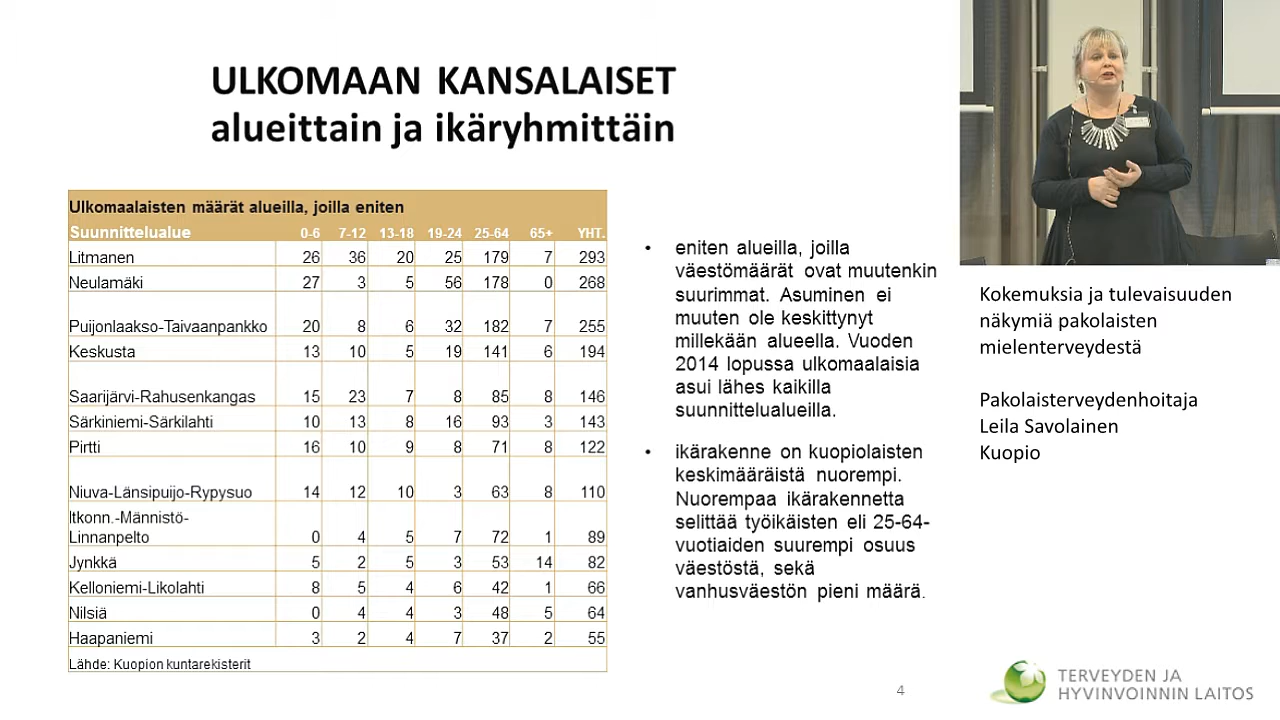 ULKOMAAN KANSALAISET
alueittain ja ikäryhmittäin
Ulkomaalaisten määrät alueilla, joilla eniten
Suunnittelualue 0-6 7-12 13-18 19-24 25-64 65+ YHT.
Litmanen 26 36 20 25 179 7 293
Neulamäki 27 3 5 56 178 0 268
Puijonlaakso-Taivaanpankko 20 8 6 32 182 7 255
Keskusta 13 10 5 19 141 6 194
Saarijärvi-Rahusenkangas 15 23 7 8 85 8 146
Särkiniemi-Särkilahti 10 13 8 16 93 3 143
Pirtti 16 10 9 8 71 8 122
Niuva-Länsipuijo-Rypysuo 14 12 10 3 63 8 110
Itkonn.-Männistö-
Linnanpelto 0 4 5 7 72 1 89
Jynkkä 5 2 5 3 53 14 82
Kelloniemi-Likolahti 8 5 4 6 42 1 66
Nilsiä 0 4 4 3 48 5 64
Haapaniemi 3 2 4 7 37 2 55
Lähde: Kuopion kuntarekisterit
• eniten alueilla, joilla
väestömäärät ovat muutenkin
suurimmat. Asuminen ei
muuten ole keskittynyt
millekään alueella. Vuoden
2014 lopussa ulkomaalaisia
asui lähes kaikilla
suunnittelualueilla.
• ikärakenne on kuopiolaisten
keskimääräistä nuorempi.
Nuorempaa ikärakennetta
selittää työikäisten eli 25-64-
vuotiaiden suurempi osuus
väestöstä, sekä
vanhusväestön pieni määrä.
4
Kokemuksia ja tulevaisuuden
näkymiä pakolaisten
mielenterveydestä
Pakolaisterveydenhoitaja
Leila Savolainen
Kuopio
TERVEYDEN JA
HYVINVOINNIN LAITOS